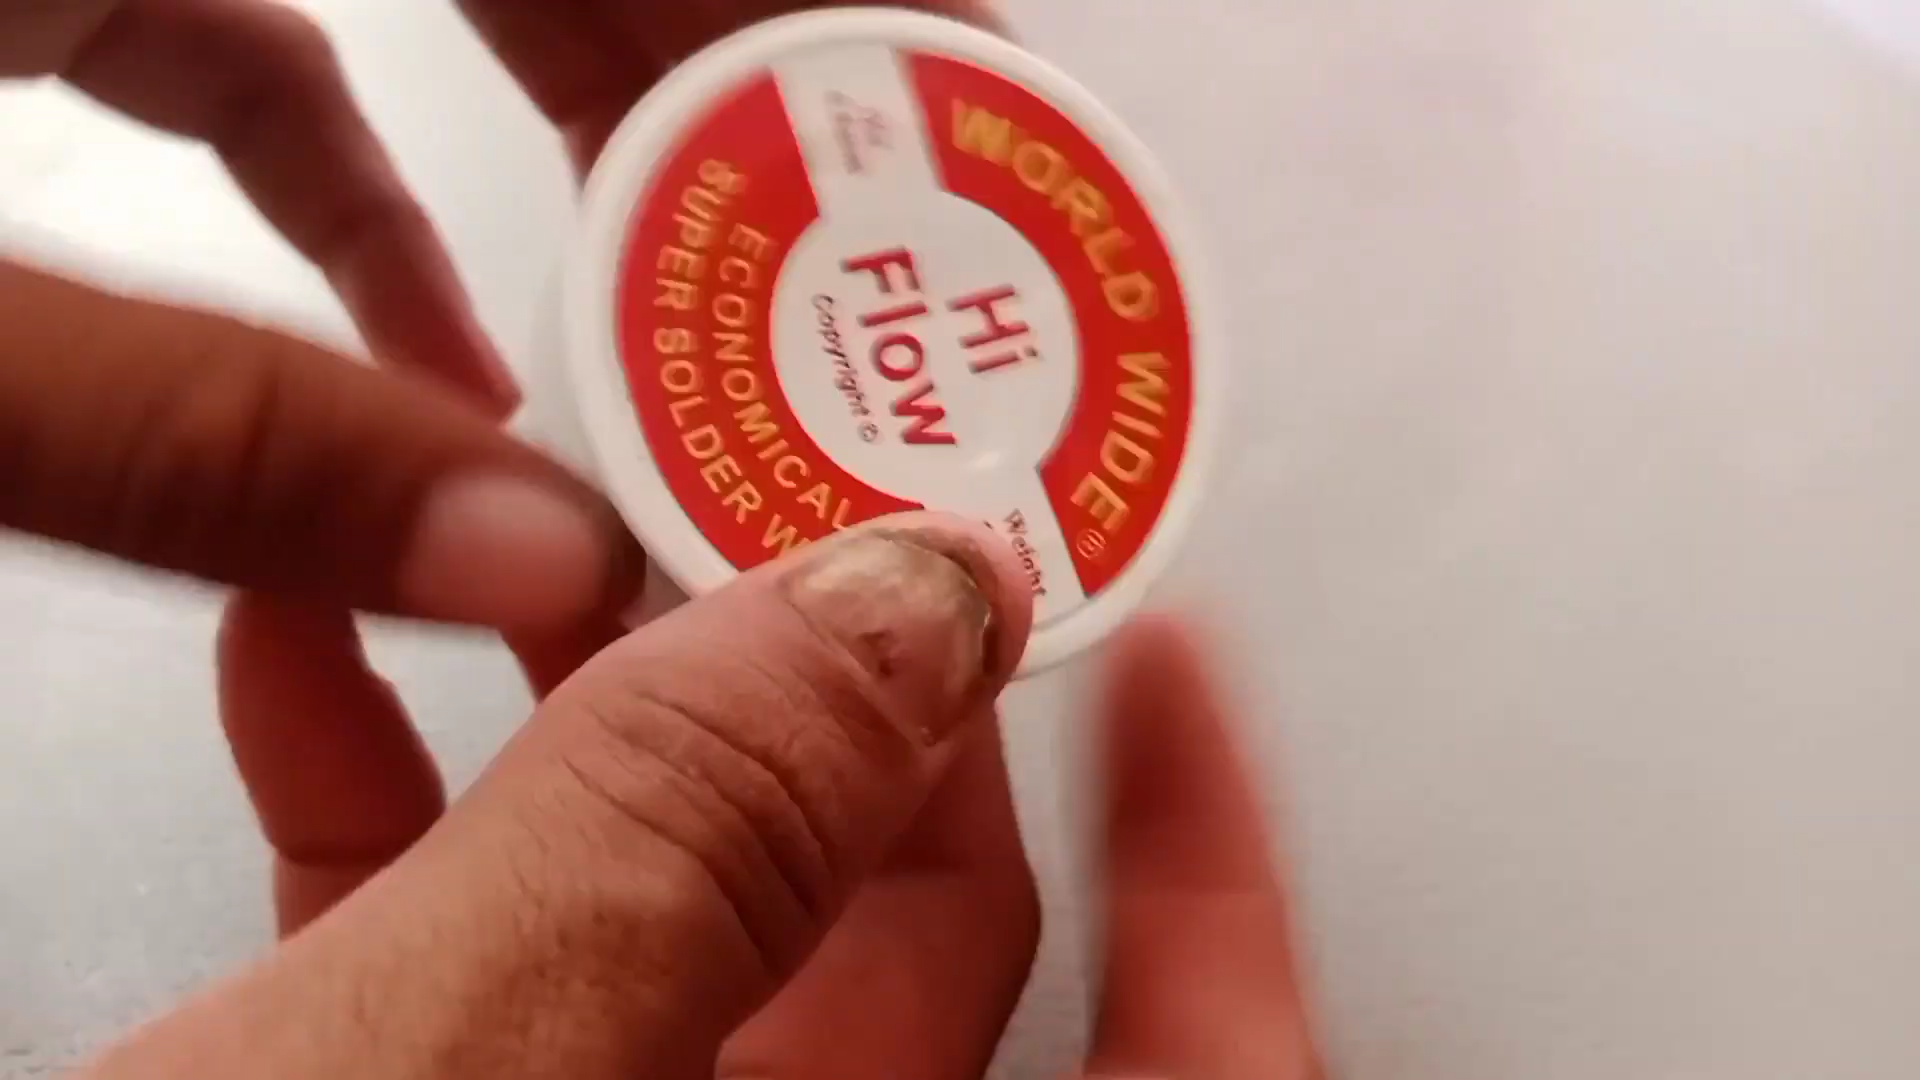 WORLD WIDE®
Hi
Flow
Copyright ©
Weight
ECONOMICAL
SUPER SOLDER